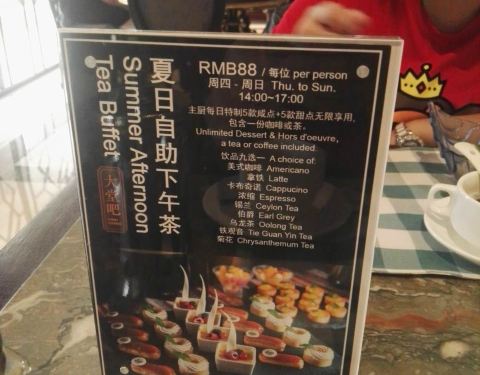 夏日自助下午茶
Summer Afternoon
Tea Buffet
大堂吧
RMB88 / 每位 per person
周四 - 周日 Thu. to Sun.
14:00~17:00
主厨每日特制5款咸点+5款甜点无限享用,
包含一份咖啡或茶。
Unlimited Dessert & Hors d'oeuvre,
a tea or coffee included.
饮品九选一 A choice of:
美式咖啡 Americano
拿铁 Latte
卡布奇诺 Cappucino
浓缩 Espresso
锡兰 Ceylon Tea
伯爵 Earl Grey
乌龙茶 Oolong Tea
铁观音 Tie Guan Yin Tea
菊花 Chrysanthemum Tea